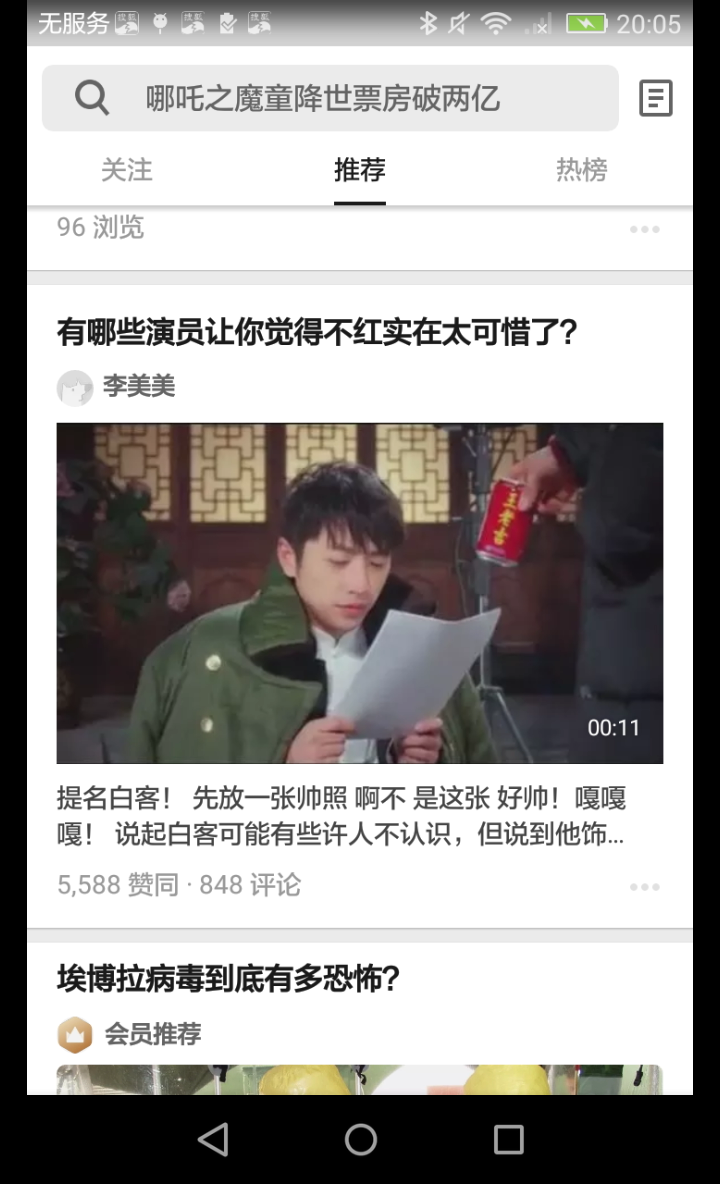 无服务
20:05
哪吒之魔童降世票房破两亿
关注
推荐
热榜
96 浏览
有哪些演员让你觉得不红实在太可惜了?
李美美
王老吉
00:11
提名白客！ 先放一张帅照 啊不 是这张 好帅！嘎嘎
嘎！ 说起白客可能有些许人不认识，但说到他饰...
5,588 赞同 · 848 评论
埃博拉病毒到底有多恐怖?
会员推荐